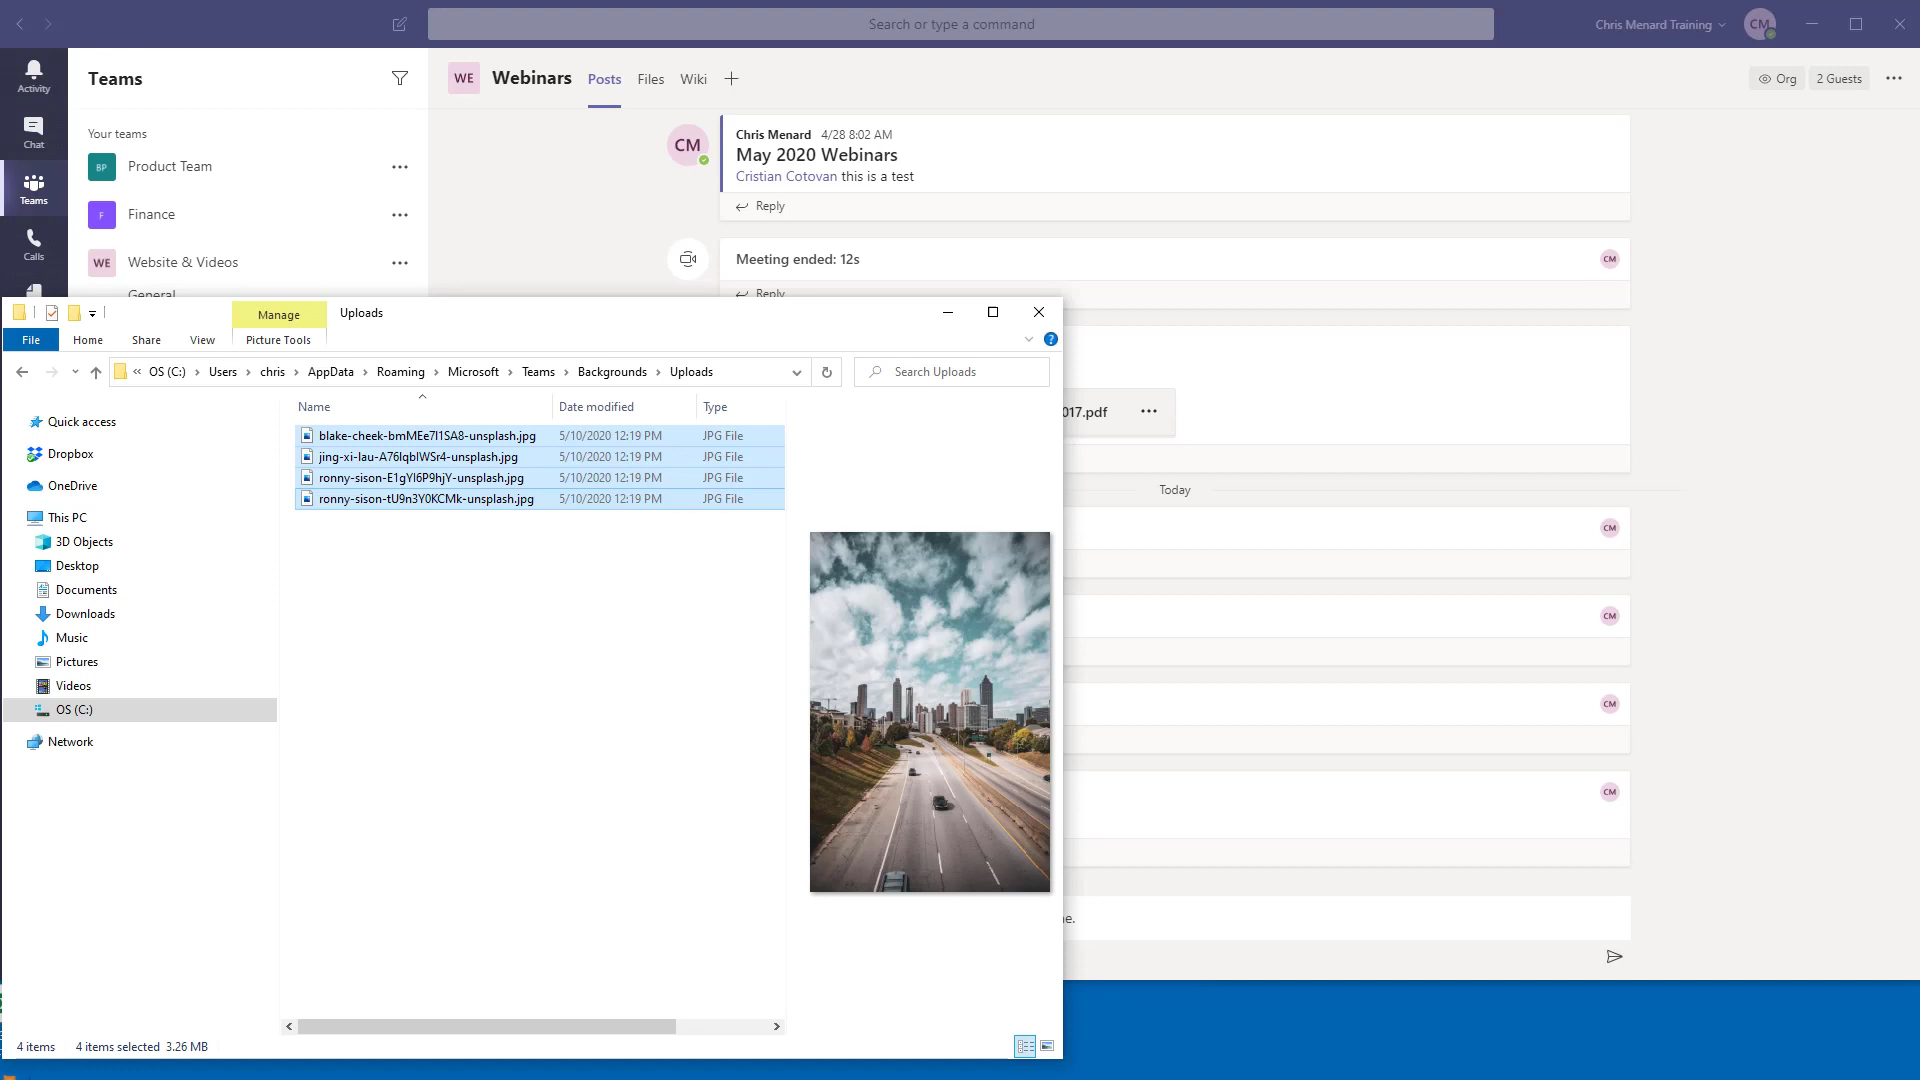 Search or type a command
Chris Menard Training
CM
Activity
Chat
Teams
Calls
Teams
Your teams
BP
Product Team
F
Finance
WE
Website & Videos
General
WE
Webinars
Posts
Files
Wiki
Org
2 Guests
CM
Chris Menard 4/28 8:02 AM
May 2020 Webinars
Cristian Cotovan this is a test
Reply
Meeting ended: 12s
CM
Reply
017.pdf
Today
CM
CM
CM
CM
Manage
Uploads
File
Home
Share
View
Picture Tools
« OS (C:) › Users › chris › AppData › Roaming › Microsoft › Teams › Backgrounds › Uploads
Search Uploads
Quick access
Dropbox
OneDrive
This PC
3D Objects
Desktop
Documents
Downloads
Music
Pictures
Videos
OS (C:)
Network
Name Date modified Type
blake-cheek-bmMEe7I1SA8-unsplash.jpg 5/10/2020 12:19 PM JPG File
jing-xi-lau-A76IqbIWSr4-unsplash.jpg 5/10/2020 12:19 PM JPG File
ronny-sison-E1gYI6P9hjY-unsplash.jpg 5/10/2020 12:19 PM JPG File
ronny-sison-tU9n3Y0KCMk-unsplash.jpg 5/10/2020 12:19 PM JPG File
4 items 4 items selected 3.26 MB